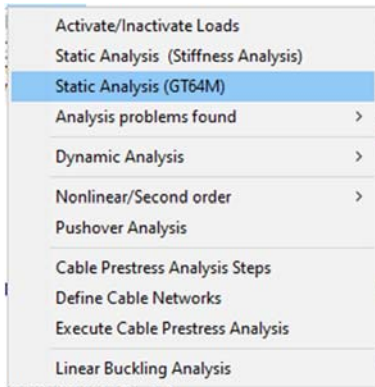 Activate/Inactivate Loads
Static Analysis (Stiffness Analysis)
Static Analysis (GT64M)
Analysis problems found
Dynamic Analysis
Nonlinear/Second order
Pushover Analysis
Cable Prestress Analysis Steps
Define Cable Networks
Execute Cable Prestress Analysis
Linear Buckling Analysis